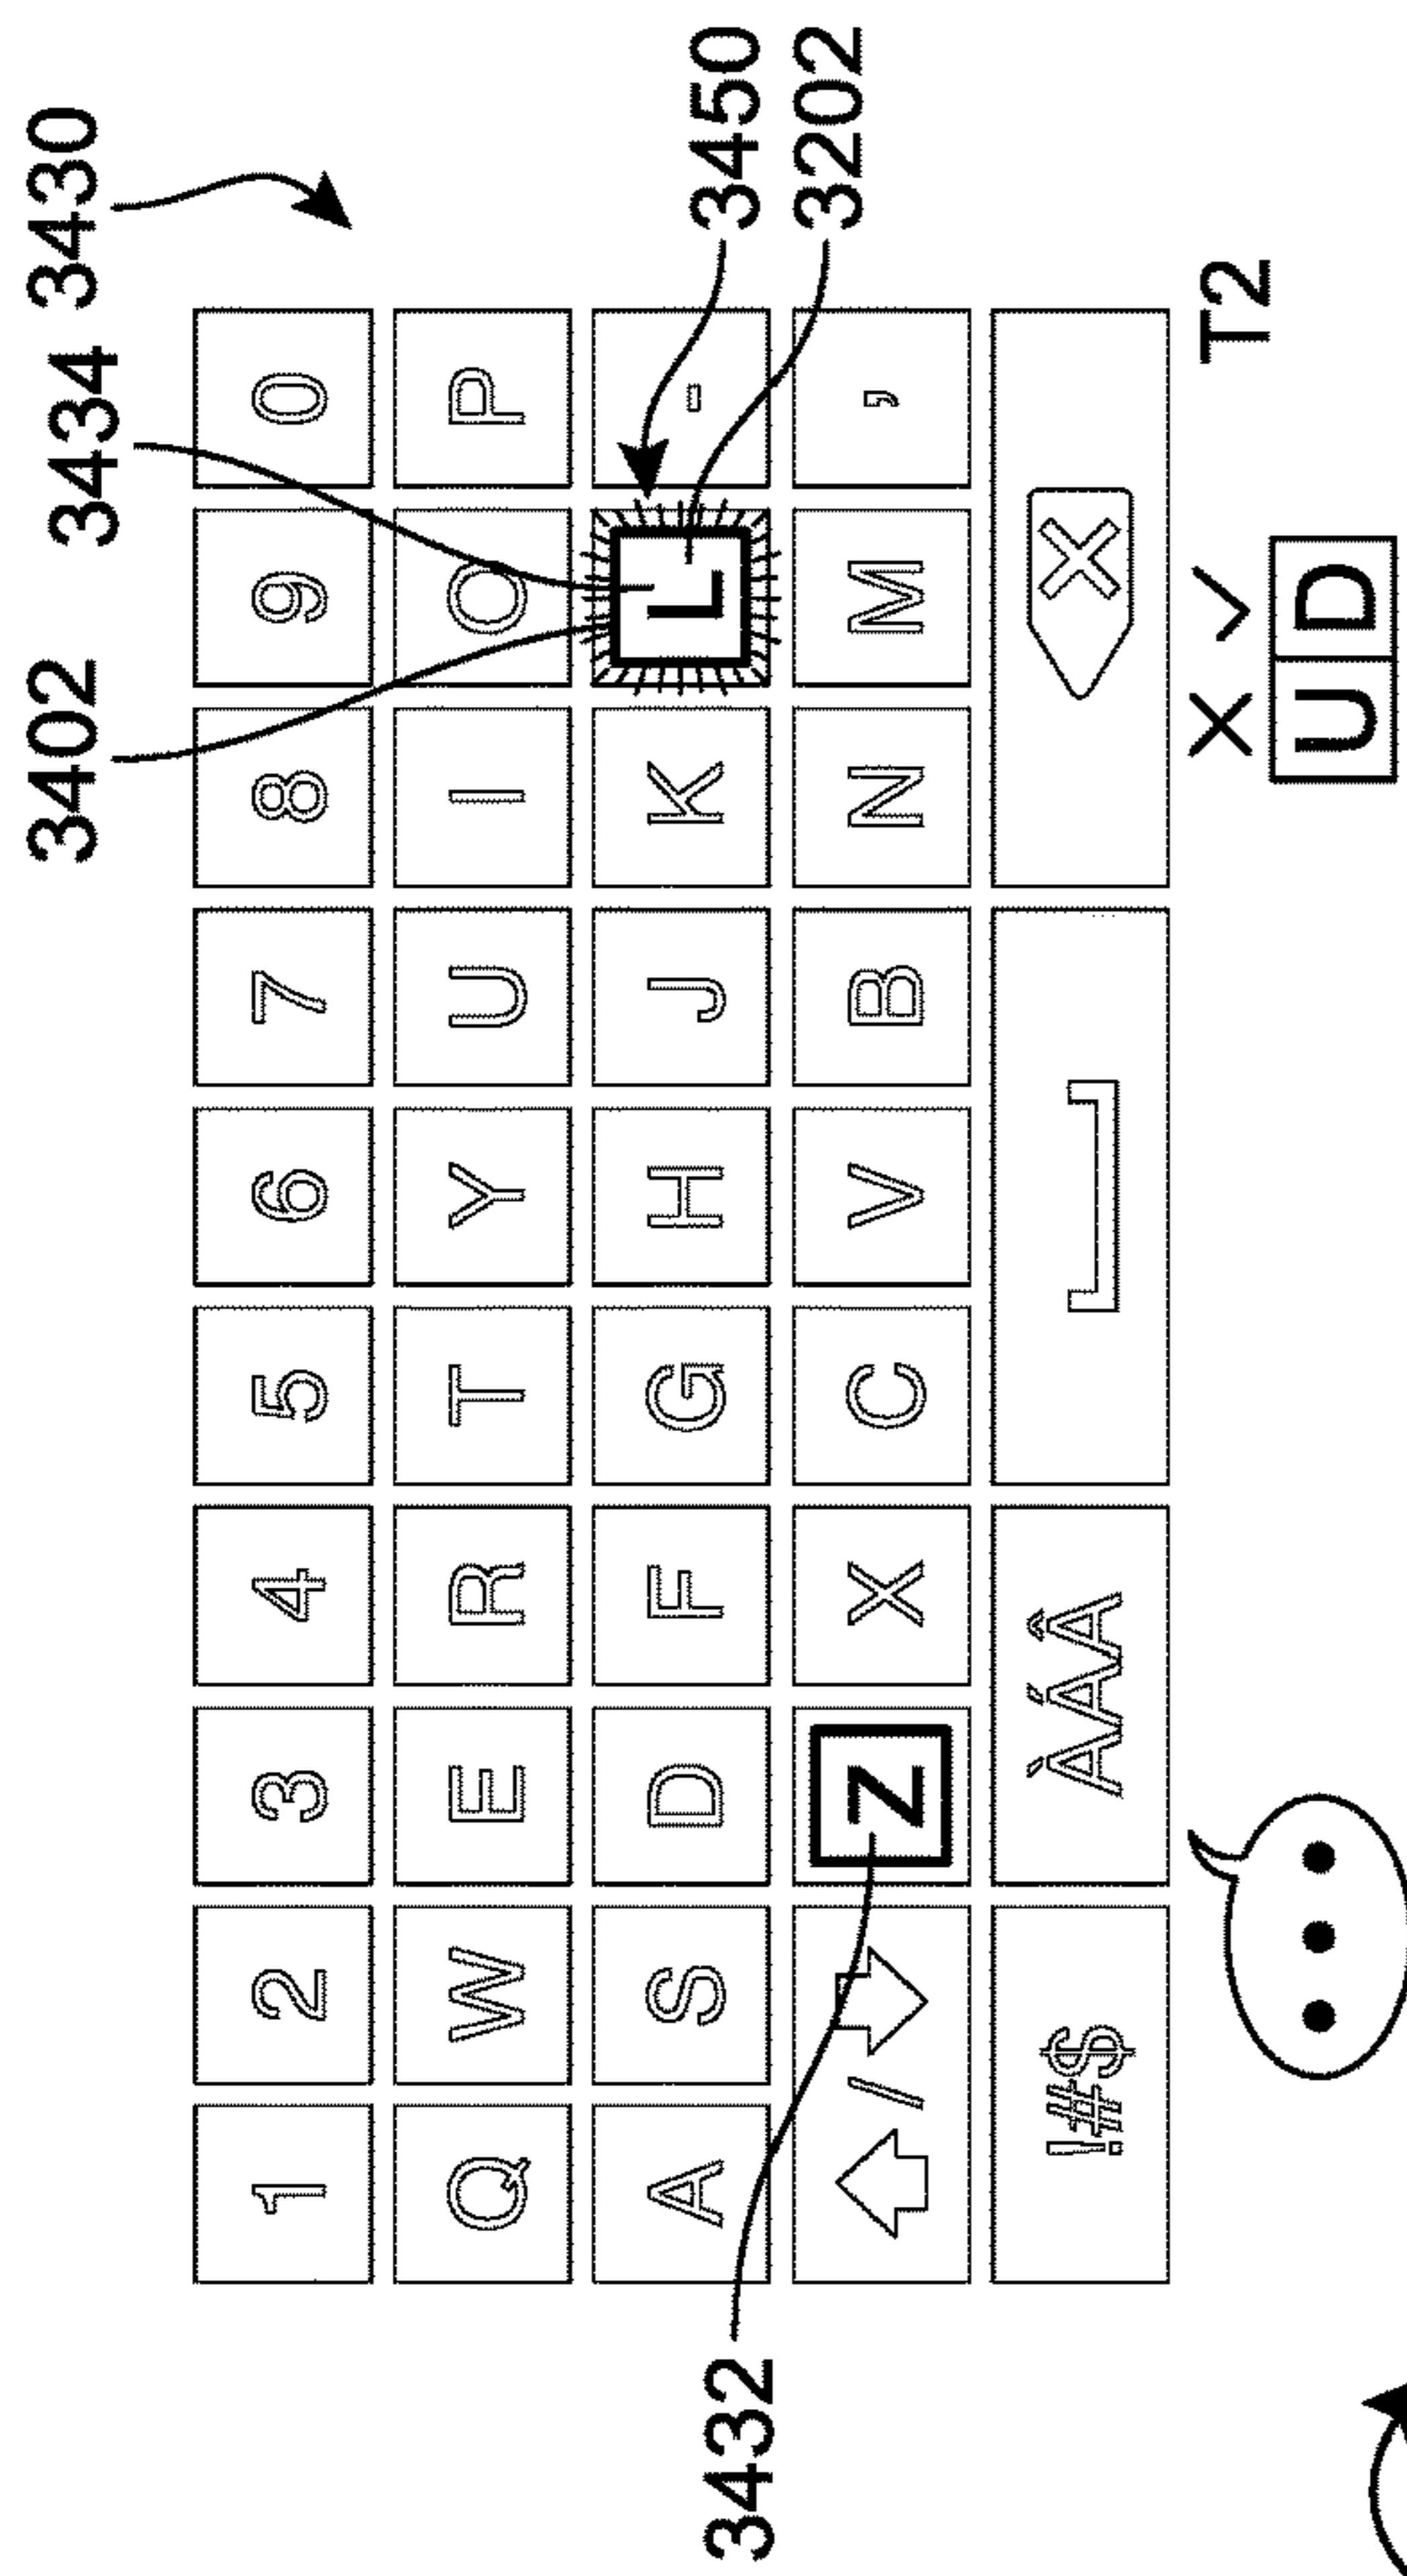 3402 3434 3430
1 2 3 4 5 6 7 8 9 0
Q W E R T Y U I O P
A S D F G H J K L -
3450
3202
3432
/ Z X C V B N M ,
!#$ ÀÁÂ X
T2
U D